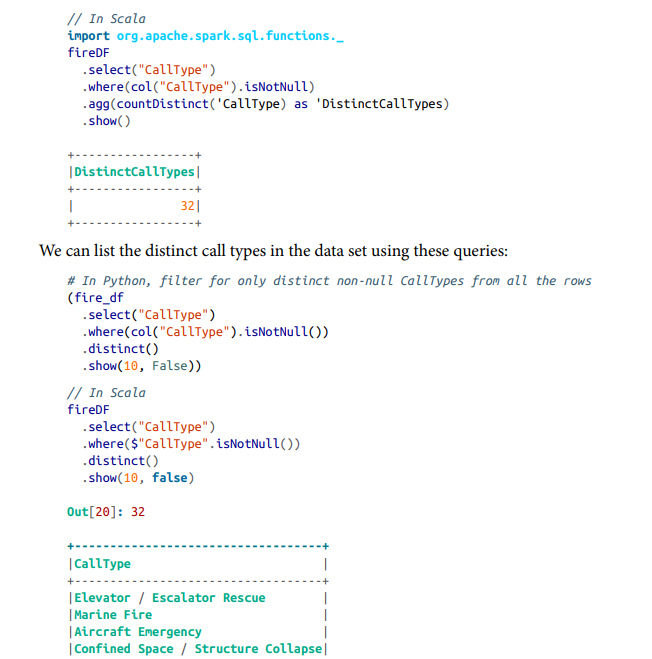 // In Scala
import org.apache.spark.sql.functions._
fireDF
  .select("CallType")
  .where(col("CallType").isNotNull)
  .agg(countDistinct('CallType) as 'DistinctCallTypes)
  .show()
+-----------------+
|DistinctCallTypes|
+-----------------+
|               32|
+-----------------+
We can list the distinct call types in the data set using these queries:
# In Python, filter for only distinct non-null CallTypes from all the rows
(fire_df
  .select("CallType")
  .where(col("CallType").isNotNull())
  .distinct()
  .show(10, False))
// In Scala
fireDF
  .select("CallType")
  .where($"CallType".isNotNull())
  .distinct()
  .show(10, false)
Out[20]: 32
+-----------------------------------+
|CallType                           |
+-----------------------------------+
|Elevator / Escalator Rescue        |
|Marine Fire                        |
|Aircraft Emergency                 |
|Confined Space / Structure Collapse|